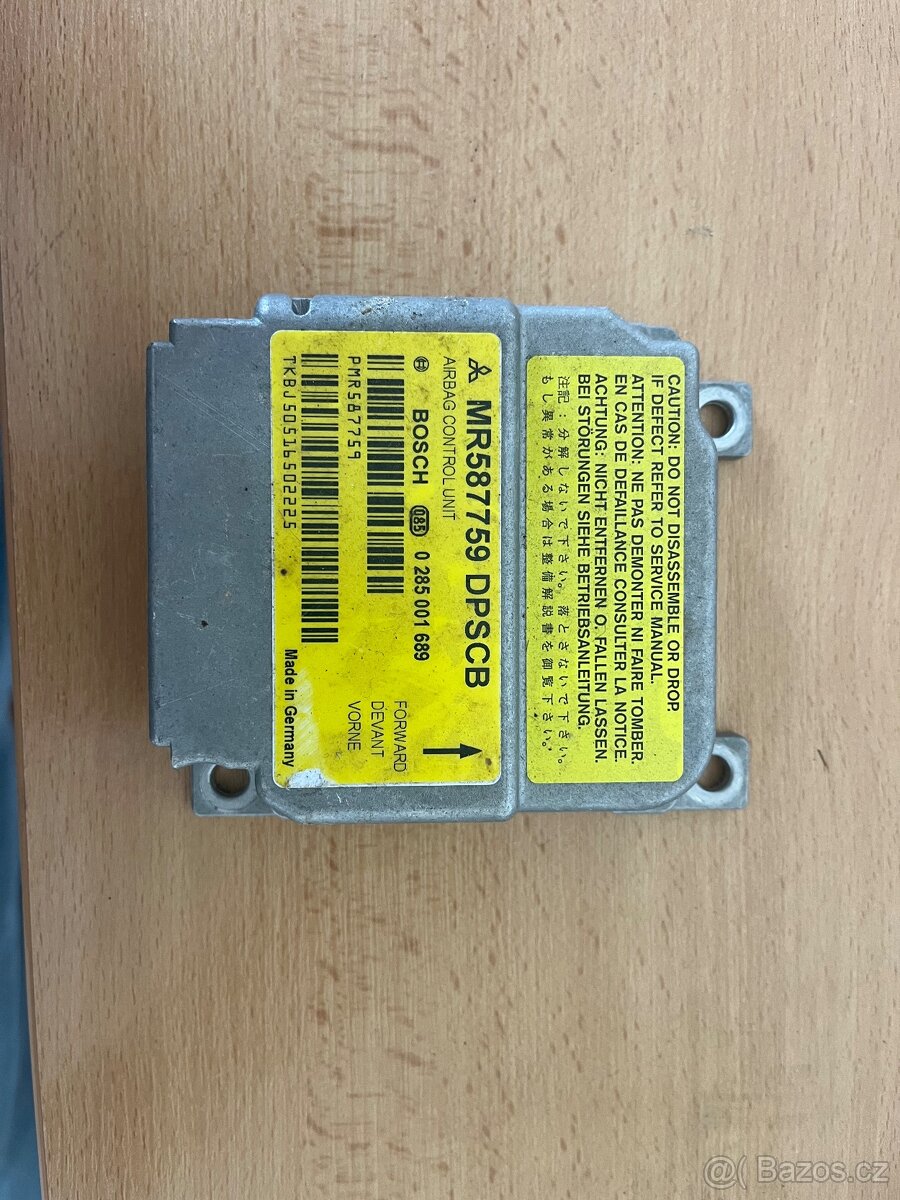 CAUTION: DO NOT DISASSEMBLE OR DROP.
IF DEFECT REFER TO SERVICE MANUAL.
ATTENTION: NE PAS DEMONTER NI FAIRE TOMBER.
EN CAS DE DEFAILLANCE CONSULTER LA NOTICE.
ACHTUNG: NICHT ENTFERNEN O. FALLEN LASSEN.
BEI STÖRUNGEN SIEHE BETRIEBSANLEITUNG.
注記：分解しないで下さい。落とさないで下さい。
もし異常がある場合は整備解説書を御覧下さい。
MR587759 DPSCB
AIRBAG CONTROL UNIT
BOSCH 085 0 285 001 689
FORWARD
DEVANT
VORNE
PMR587759
TKBJ50516502225
Made in Germany
@( Bazos.cz